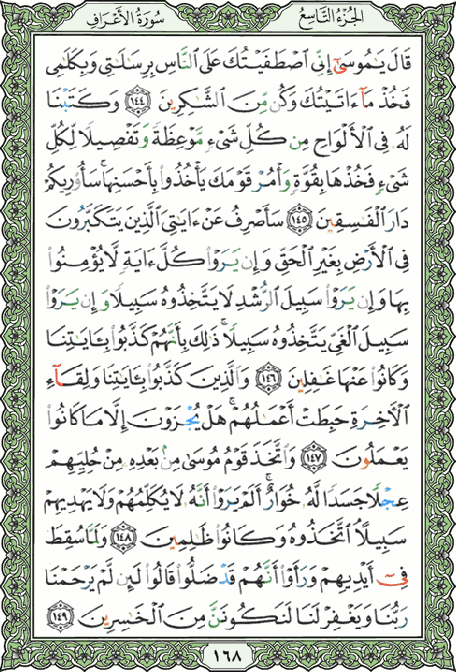 سُورَةُ الأَعْرَافِ الجُزْءُ التَّاسِعُ
قَالَ يَٰمُوسَىٰٓ إِنِّى ٱصْطَفَيْتُكَ عَلَى ٱلنَّاسِ بِرِسَٰلَٰتِى وَبِكَلَٰمِى
فَخُذْ مَآ ءَاتَيْتُكَ وَكُن مِّنَ ٱلشَّٰكِرِينَ ١٤٤ وَكَتَبْنَا
لَهُۥ فِى ٱلْأَلْوَاحِ مِن كُلِّ شَىْءٍ مَّوْعِظَةً وَتَفْصِيلًا لِّكُلِّ
شَىْءٍ فَخُذْهَا بِقُوَّةٍ وَأْمُرْ قَوْمَكَ يَأْخُذُوا۟ بِأَحْسَنِهَا ۚ سَأُو۟رِيكُمْ
دَارَ ٱلْفَٰسِقِينَ ١٤٥ سَأَصْرِفُ عَنْ ءَايَٰتِىَ ٱلَّذِينَ يَتَكَبَّرُونَ
فِى ٱلْأَرْضِ بِغَيْرِ ٱلْحَقِّ وَإِن يَرَوْا۟ كُلَّ ءَايَةٍ لَّا يُؤْمِنُوا۟
بِهَا وَإِن يَرَوْا۟ سَبِيلَ ٱلرُّشْدِ لَا يَتَّخِذُوهُ سَبِيلًا وَإِن يَرَوْا۟
سَبِيلَ ٱلْغَىِّ يَتَّخِذُوهُ سَبِيلًا ۚ ذَٰلِكَ بِأَنَّهُمْ كَذَّبُوا۟ بِـَٔايَٰتِنَا
وَكَانُوا۟ عَنْهَا غَٰفِلِينَ ١٤٦ وَٱلَّذِينَ كَذَّبُوا۟ بِـَٔايَٰتِنَا وَلِقَآءِ
ٱلْءَاخِرَةِ حَبِطَتْ أَعْمَٰلُهُمْ ۚ هَلْ يُجْزَوْنَ إِلَّا مَا كَانُوا۟
يَعْمَلُونَ ١٤٧ وَٱتَّخَذَ قَوْمُ مُوسَىٰ مِنۢ بَعْدِهِۦ مِنْ حُلِيِّهِمْ
عِجْلًا جَسَدًا لَّهُۥ خُوَارٌ ۚ أَلَمْ يَرَوْا۟ أَنَّهُۥ لَا يُكَلِّمُهُمْ وَلَا يَهْدِيهِمْ
سَبِيلًا ۘ ٱتَّخَذُوهُ وَكَانُوا۟ ظَٰلِمِينَ ١٤٨ وَلَمَّا سُقِطَ
فِىٓ أَيْدِيهِمْ وَرَأَوْا۟ أَنَّهُمْ قَدْ ضَلُّوا۟ قَالُوا۟ لَئِن لَّمْ يَرْحَمْنَا
رَبُّنَا وَيَغْفِرْ لَنَا لَنَكُونَنَّ مِنَ ٱلْخَٰسِرِينَ ١٤٩
١٦٨